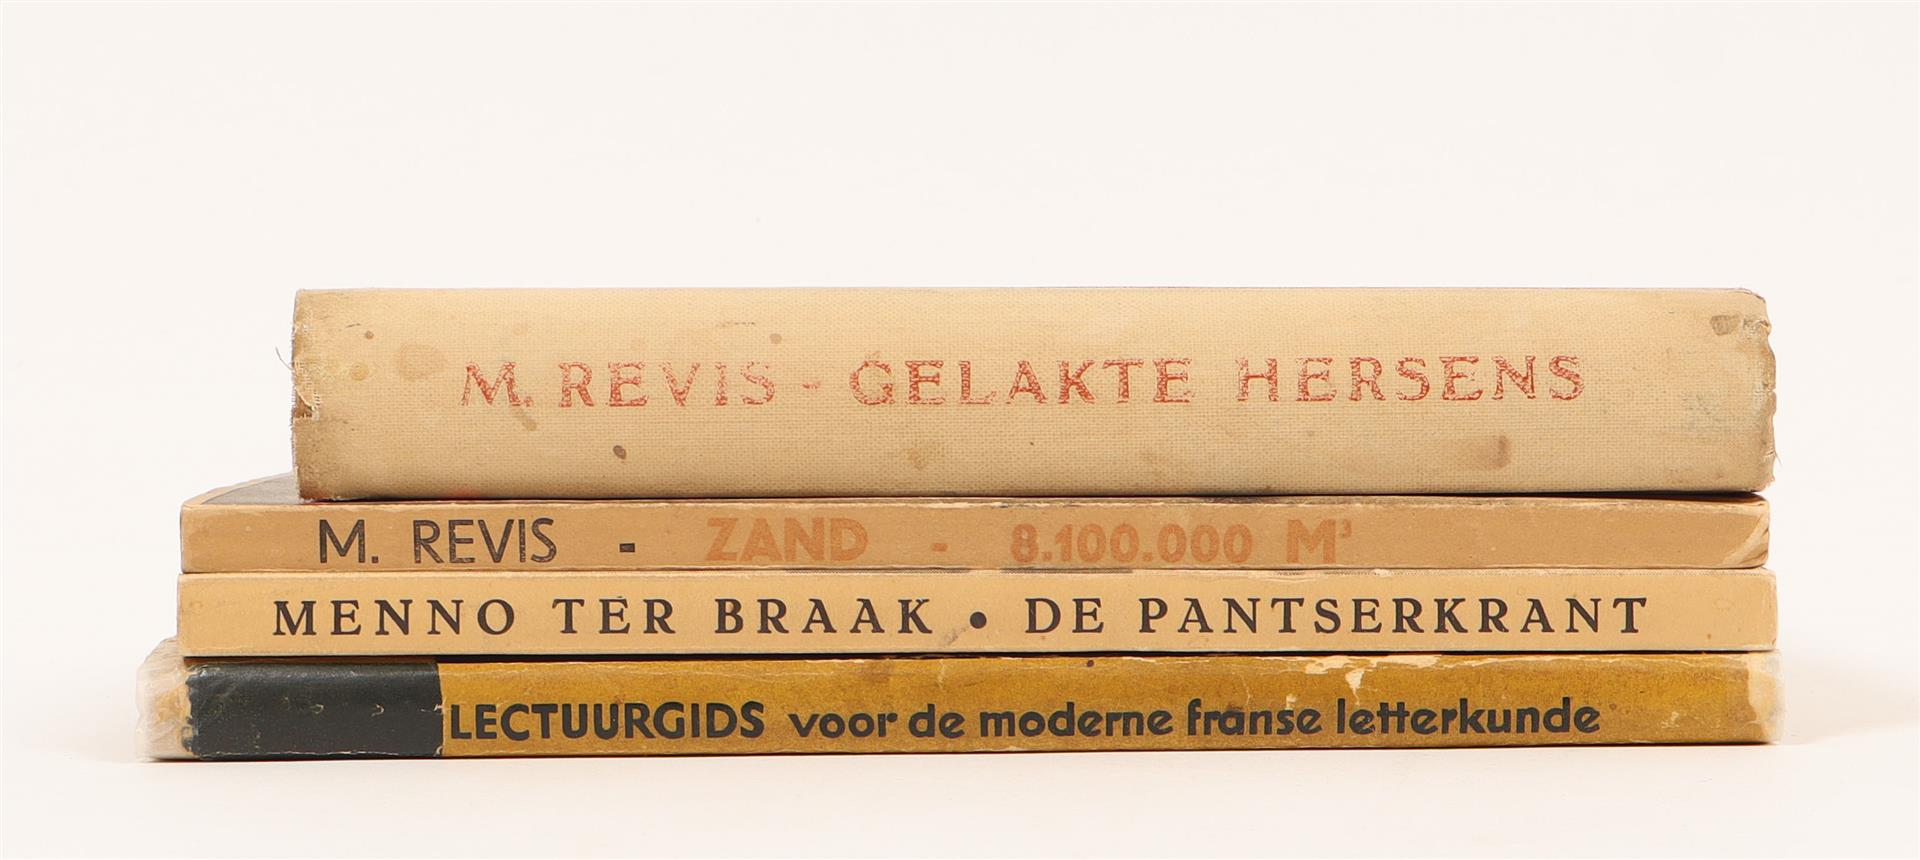 M. REVIS - GELAKTE HERSENS
M. REVIS - ZAND - 8.100.000 M³
MENNO TER BRAAK • DE PANTSERKRANT
LECTUURGIDS voor de moderne franse letterkunde